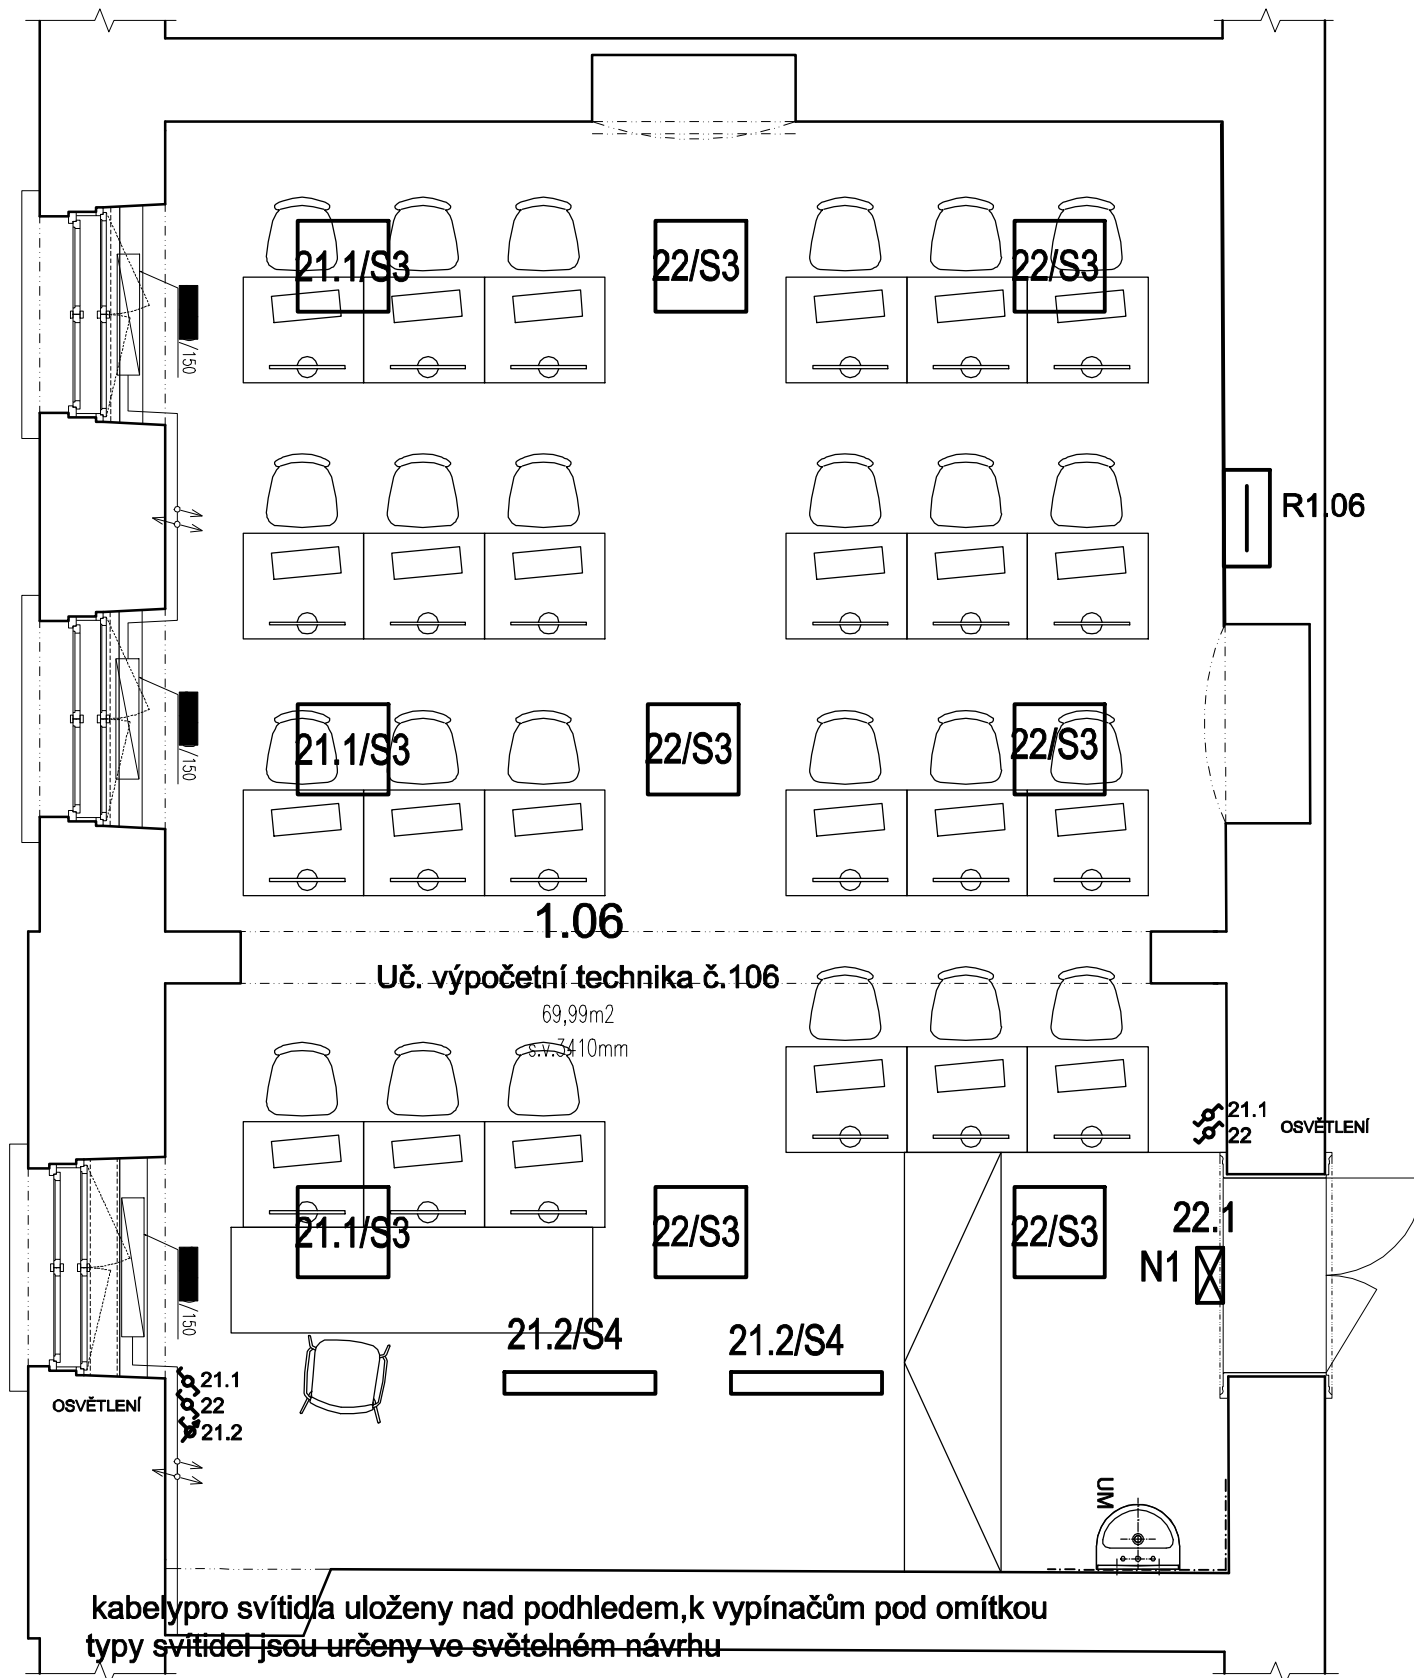 21.1/S3
22/S3
22/S3
/150
R1.06
21.1/S3
22/S3
22/S3
/150
1.06
Uč. výpočetní technika č.106
69,99m2
s.v.3410mm
21.1
22
OSVĚTLENÍ
21.1/S3
22/S3
22/S3
22.1
N1
/150
21.2/S4
21.2/S4
21.1
22
21.2
OSVĚTLENÍ
UM
kabelypro svítidla uloženy nad podhledem,k vypínačům pod omítkou
typy svítidel jsou určeny ve světelném návrhu